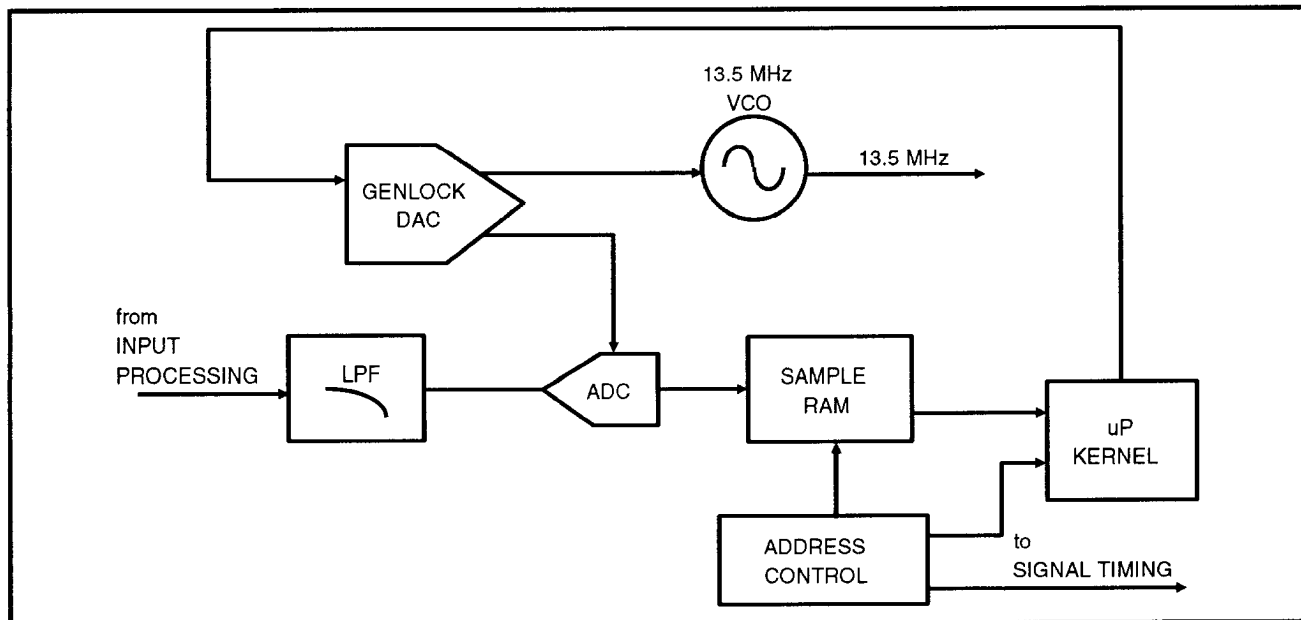 13.5 MHz
VCO
13.5 MHz
GENLOCK
DAC
from
INPUT
PROCESSING
LPF
ADC
SAMPLE
RAM
uP
KERNEL
ADDRESS
CONTROL
to
SIGNAL TIMING